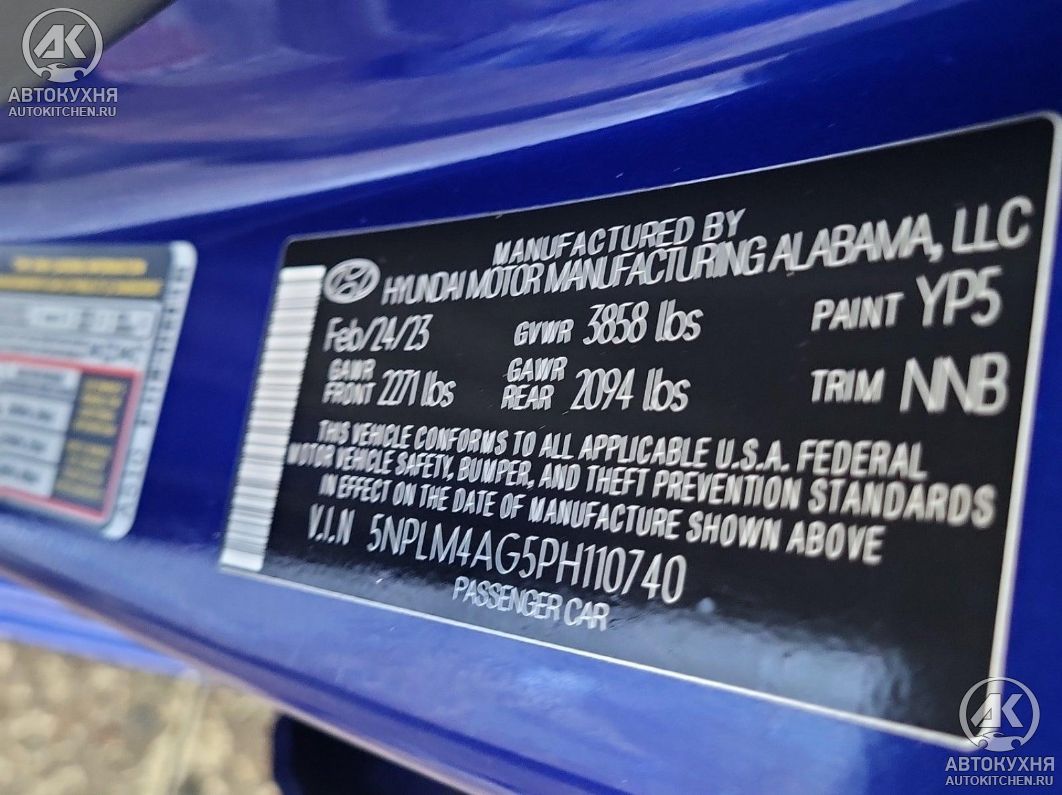 AK
АВТОКУХНЯ
AUTOKITCHEN.RU
MANUFACTURED BY
HYUNDAI MOTOR MANUFACTURING ALABAMA, LLC
Feb/24/23 GVWR 3858 lbs PAINT YP5
GAWR FRONT 2271 lbs GAWR REAR 2094 lbs TRIM NNB
THIS VEHICLE CONFORMS TO ALL APPLICABLE U.S.A. FEDERAL
MOTOR VEHICLE SAFETY, BUMPER, AND THEFT PREVENTION STANDARDS
IN EFFECT ON THE DATE OF MANUFACTURE SHOWN ABOVE
V.I.N 5NPLM4AG5PH110740
PASSENGER CAR
AK
АВТОКУХНЯ
AUTOKITCHEN.RU